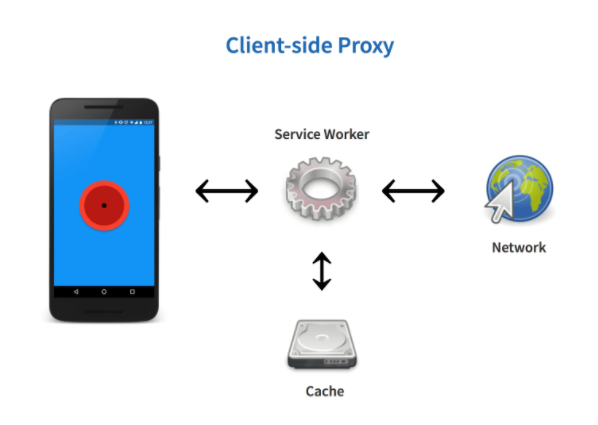 Client-side Proxy
Service Worker
Network
Cache